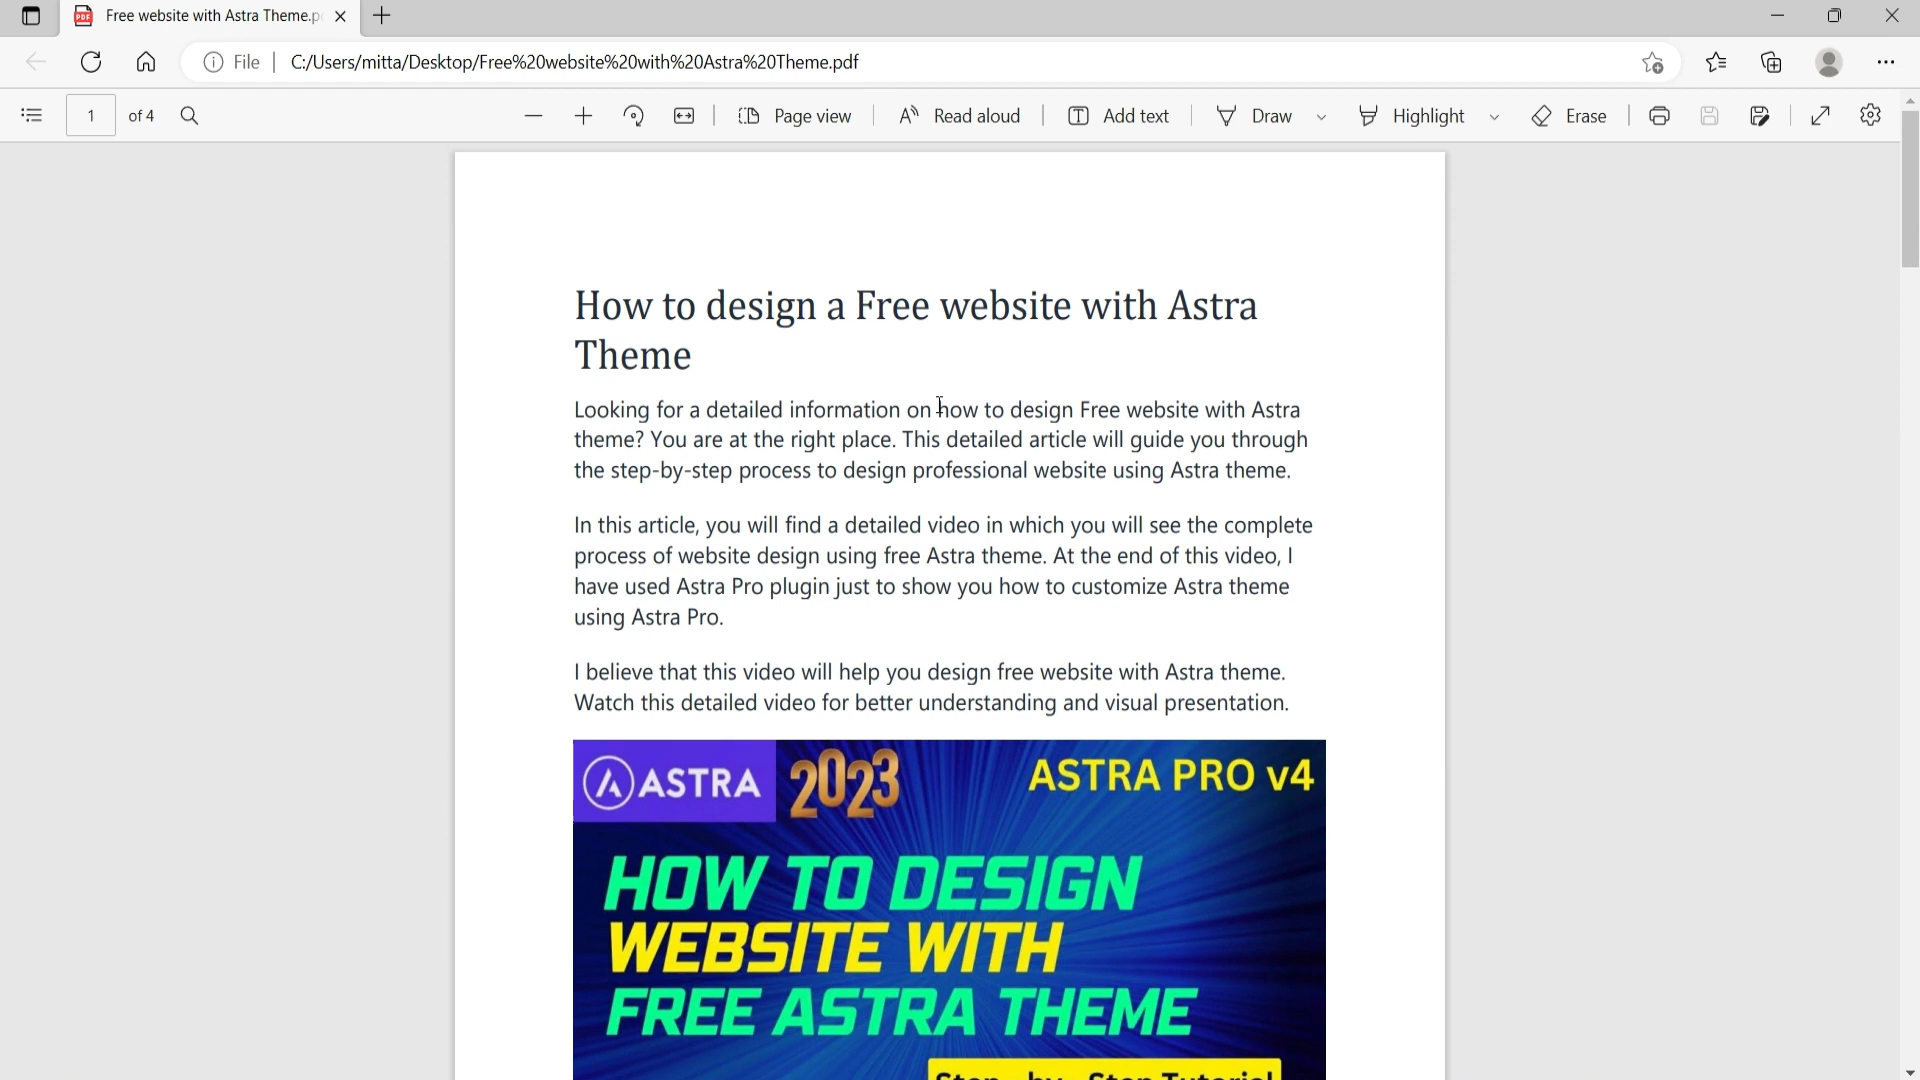 Free website with Astra Theme.p
File
C:/Users/mitta/Desktop/Free%20website%20with%20Astra%20Theme.pdf
1 of 4
Page view
Read aloud
Add text
Draw
Highlight
Erase
How to design a Free website with Astra
Theme
Looking for a detailed information on how to design Free website with Astra
theme? You are at the right place. This detailed article will guide you through
the step-by-step process to design professional website using Astra theme.
In this article, you will find a detailed video in which you will see the complete
process of website design using free Astra theme. At the end of this video, I
have used Astra Pro plugin just to show you how to customize Astra theme
using Astra Pro.
I believe that this video will help you design free website with Astra theme.
Watch this detailed video for better understanding and visual presentation.
ASTRA 2023 ASTRA PRO v4
HOW TO DESIGN
WEBSITE WITH
FREE ASTRA THEME
Step - by - Step Tutorial